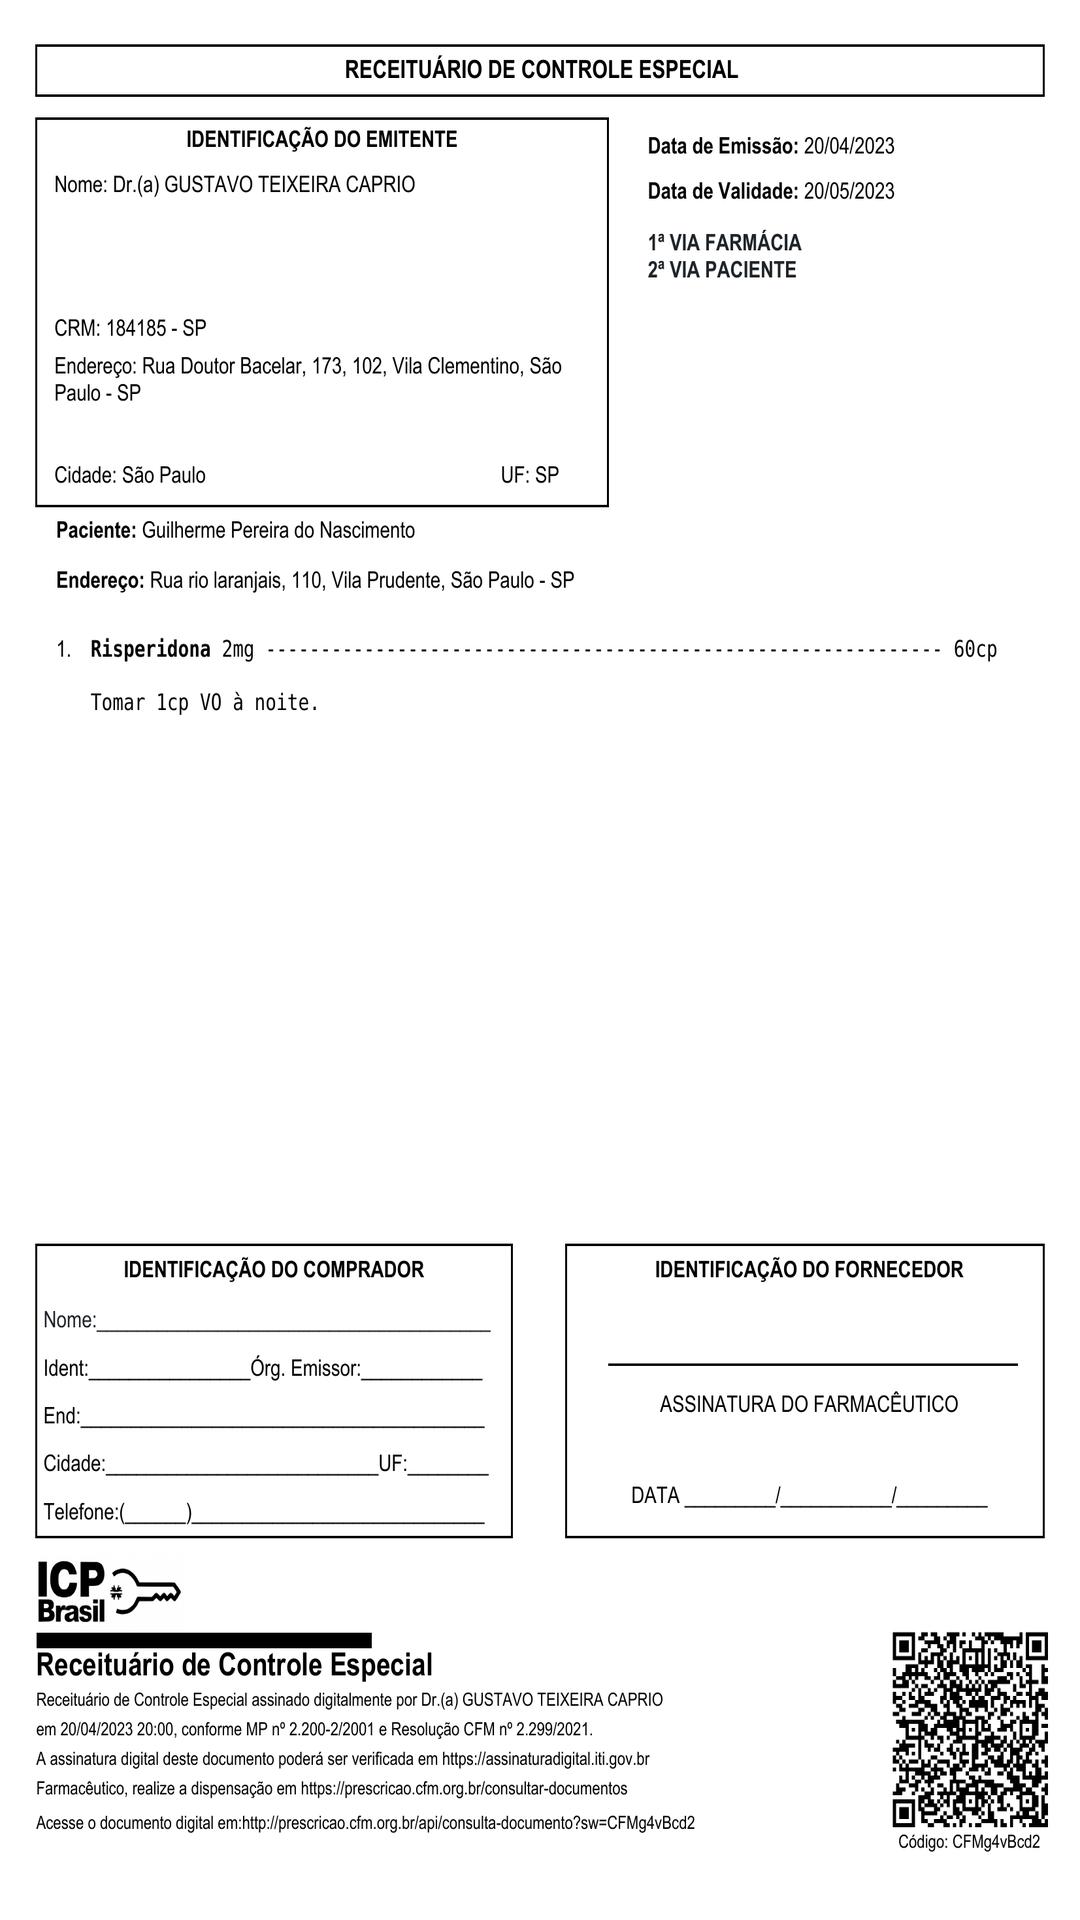 RECEITUÁRIO DE CONTROLE ESPECIAL
IDENTIFICAÇÃO DO EMITENTE
Nome: Dr.(a) GUSTAVO TEIXEIRA CAPRIO
CRM: 184185 - SP
Endereço: Rua Doutor Bacelar, 173, 102, Vila Clementino, São
Paulo - SP
Cidade: São Paulo UF: SP
Data de Emissão: 20/04/2023
Data de Validade: 20/05/2023
1ª VIA FARMÁCIA
2ª VIA PACIENTE
Paciente: Guilherme Pereira do Nascimento
Endereço: Rua rio laranjais, 110, Vila Prudente, São Paulo - SP
1. Risperidona 2mg -------------------------------------------------------------- 60cp
Tomar 1cp VO à noite.
IDENTIFICAÇÃO DO COMPRADOR
Nome:_______________________________________
Ident:________________Órg. Emissor:____________
End:________________________________________
Cidade:___________________________UF:________
Telefone:(______)_____________________________
IDENTIFICAÇÃO DO FORNECEDOR
ASSINATURA DO FARMACÊUTICO
DATA _________/___________/_________
ICP
Brasil
Receituário de Controle Especial
Receituário de Controle Especial assinado digitalmente por Dr.(a) GUSTAVO TEIXEIRA CAPRIO
em 20/04/2023 20:00, conforme MP nº 2.200-2/2001 e Resolução CFM nº 2.299/2021.
A assinatura digital deste documento poderá ser verificada em https://assinaturadigital.iti.gov.br
Farmacêutico, realize a dispensação em https://prescricao.cfm.org.br/consultar-documentos
Acesse o documento digital em:http://prescricao.cfm.org.br/api/consulta-documento?sw=CFMg4vBcd2
Código: CFMg4vBcd2